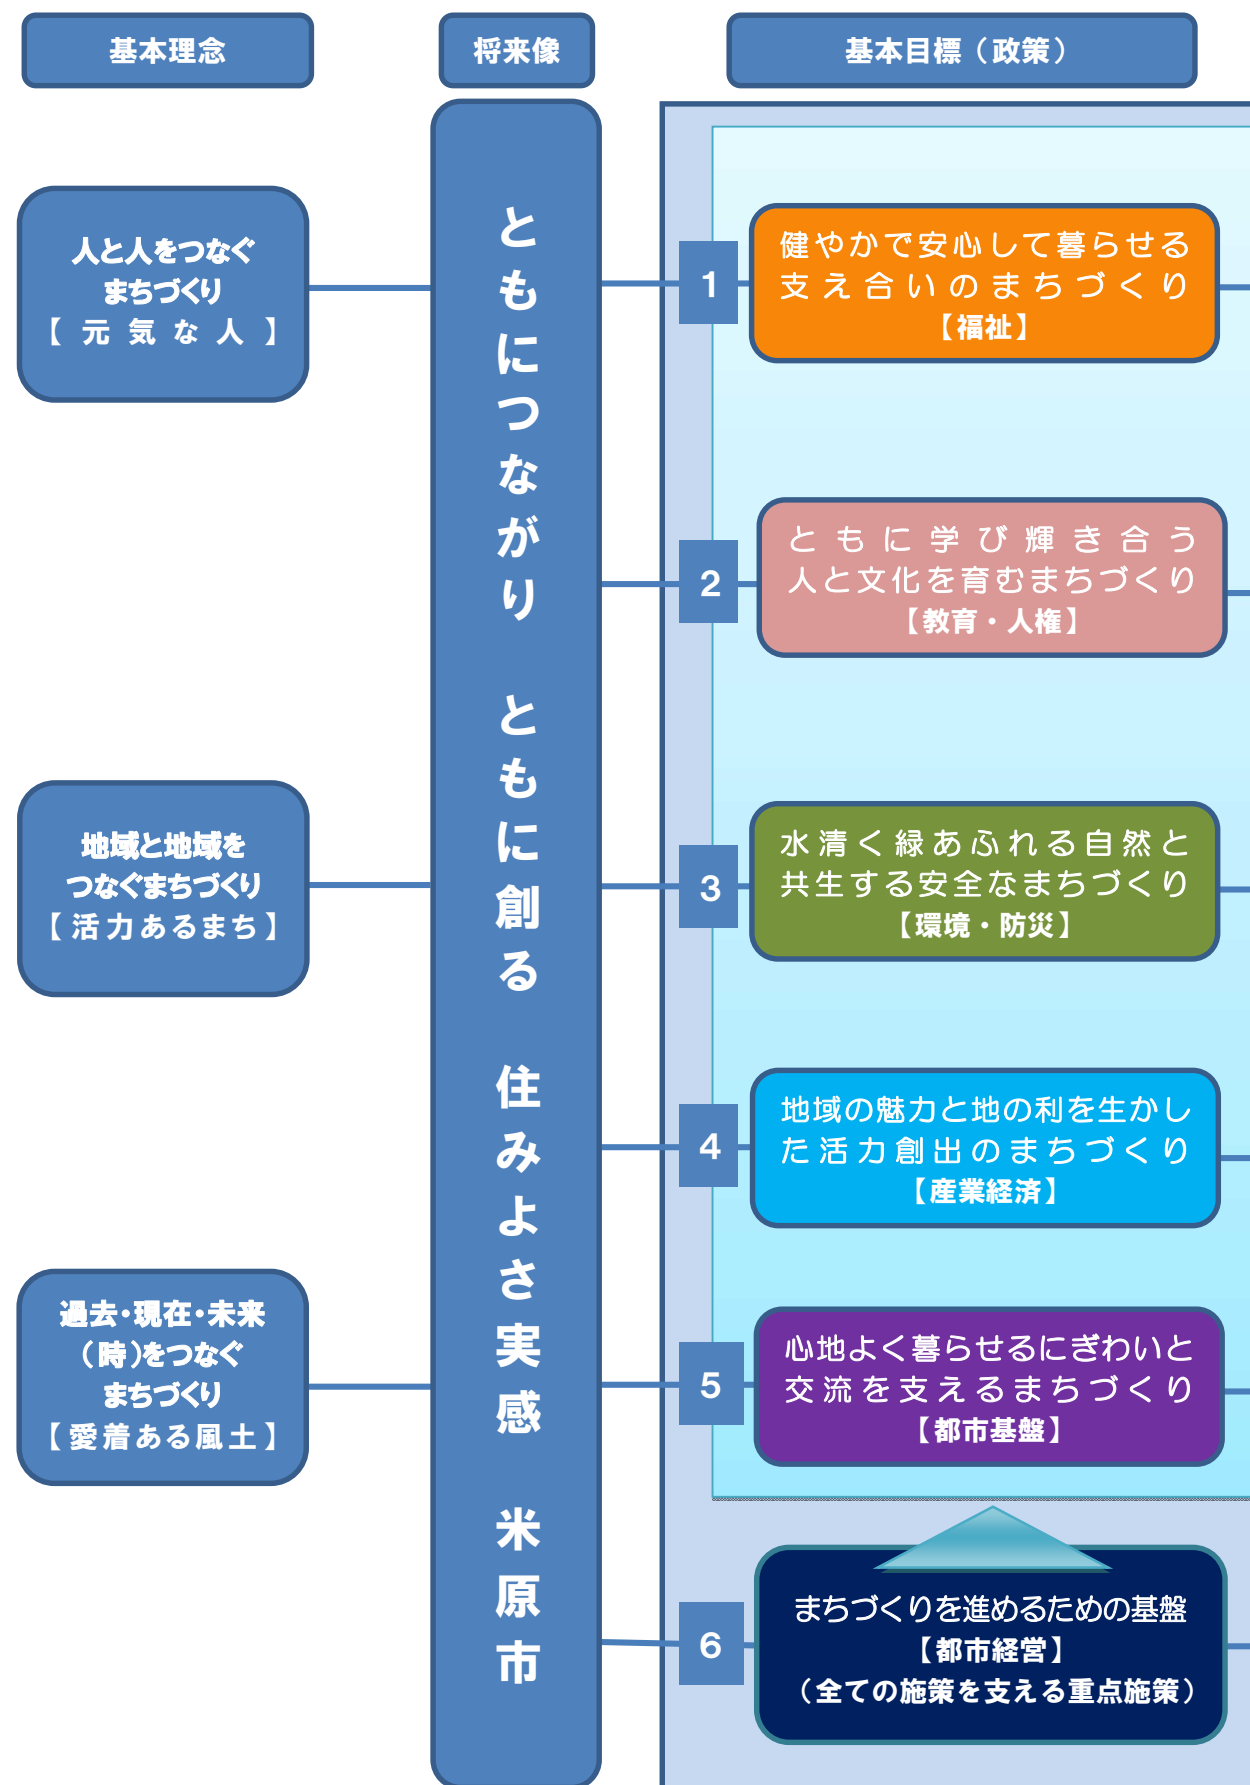 基本理念
将来像
基本目標（政策）
人と人をつなぐ
まちづくり
【元気な人】
地域と地域を
つなぐまちづくり
【活力あるまち】
過去・現在・未来
（時）をつなぐ
まちづくり
【愛着ある風土】
ともにつながり　ともに創る　住みよさ実感　米原市
1
健やかで安心して暮らせる
支え合いのまちづくり
【福祉】
2
ともに学び輝き合う
人と文化を育むまちづくり
【教育・人権】
3
水清く緑あふれる自然と
共生する安全なまちづくり
【環境・防災】
4
地域の魅力と地の利を生かし
た活力創出のまちづくり
【産業経済】
5
心地よく暮らせるにぎわいと
交流を支えるまちづくり
【都市基盤】
6
まちづくりを進めるための基盤
【都市経営】
（全ての施策を支える重点施策）